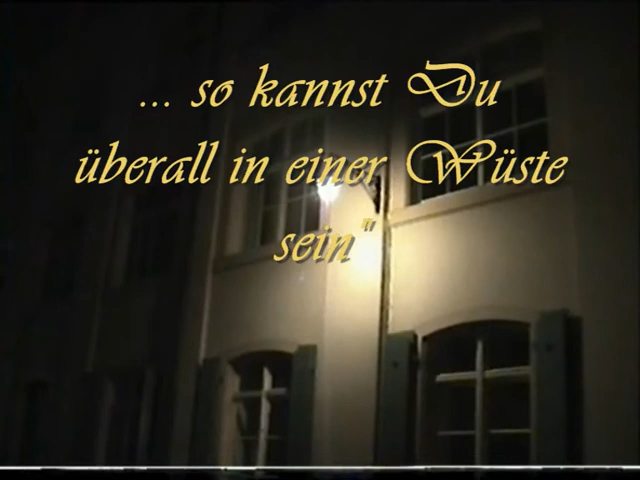 ... so kannst Du
überall in einer Wüste
sein"